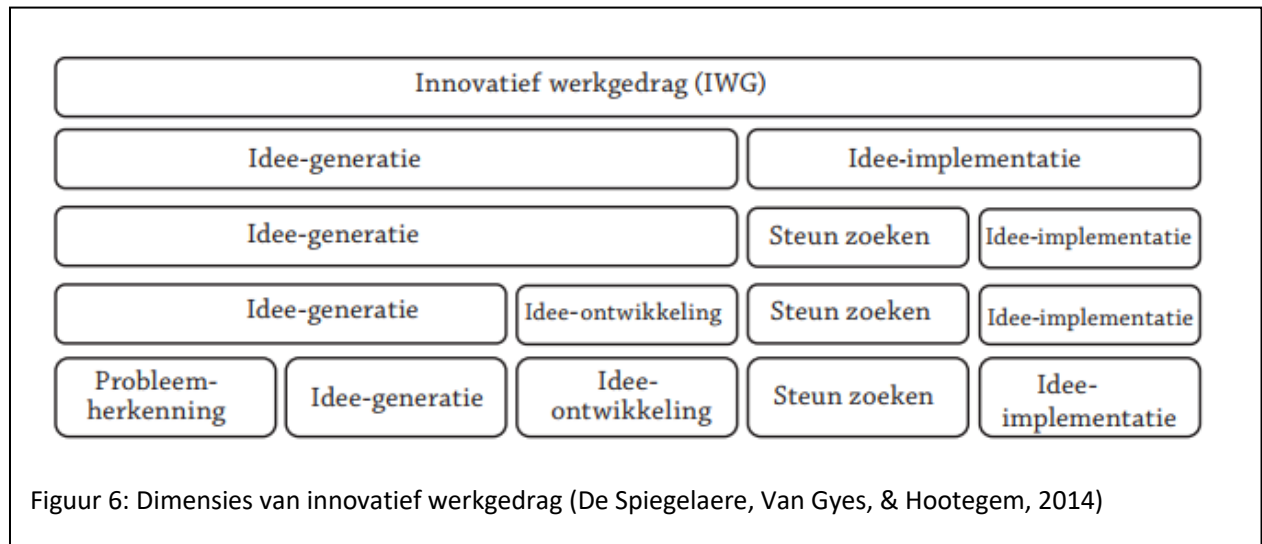 Innovatief werkgedrag (IWG)
Idee-generatie Idee-implementatie
Idee-generatie Steun zoeken Idee-implementatie
Idee-generatie Idee-ontwikkeling Steun zoeken Idee-implementatie
Probleem-
herkenning
Idee-generatie
Idee-
ontwikkeling
Steun zoeken
Idee-
implementatie
Figuur 6: Dimensies van innovatief werkgedrag (De Spiegelaere, Van Gyes, & Hootegem, 2014)